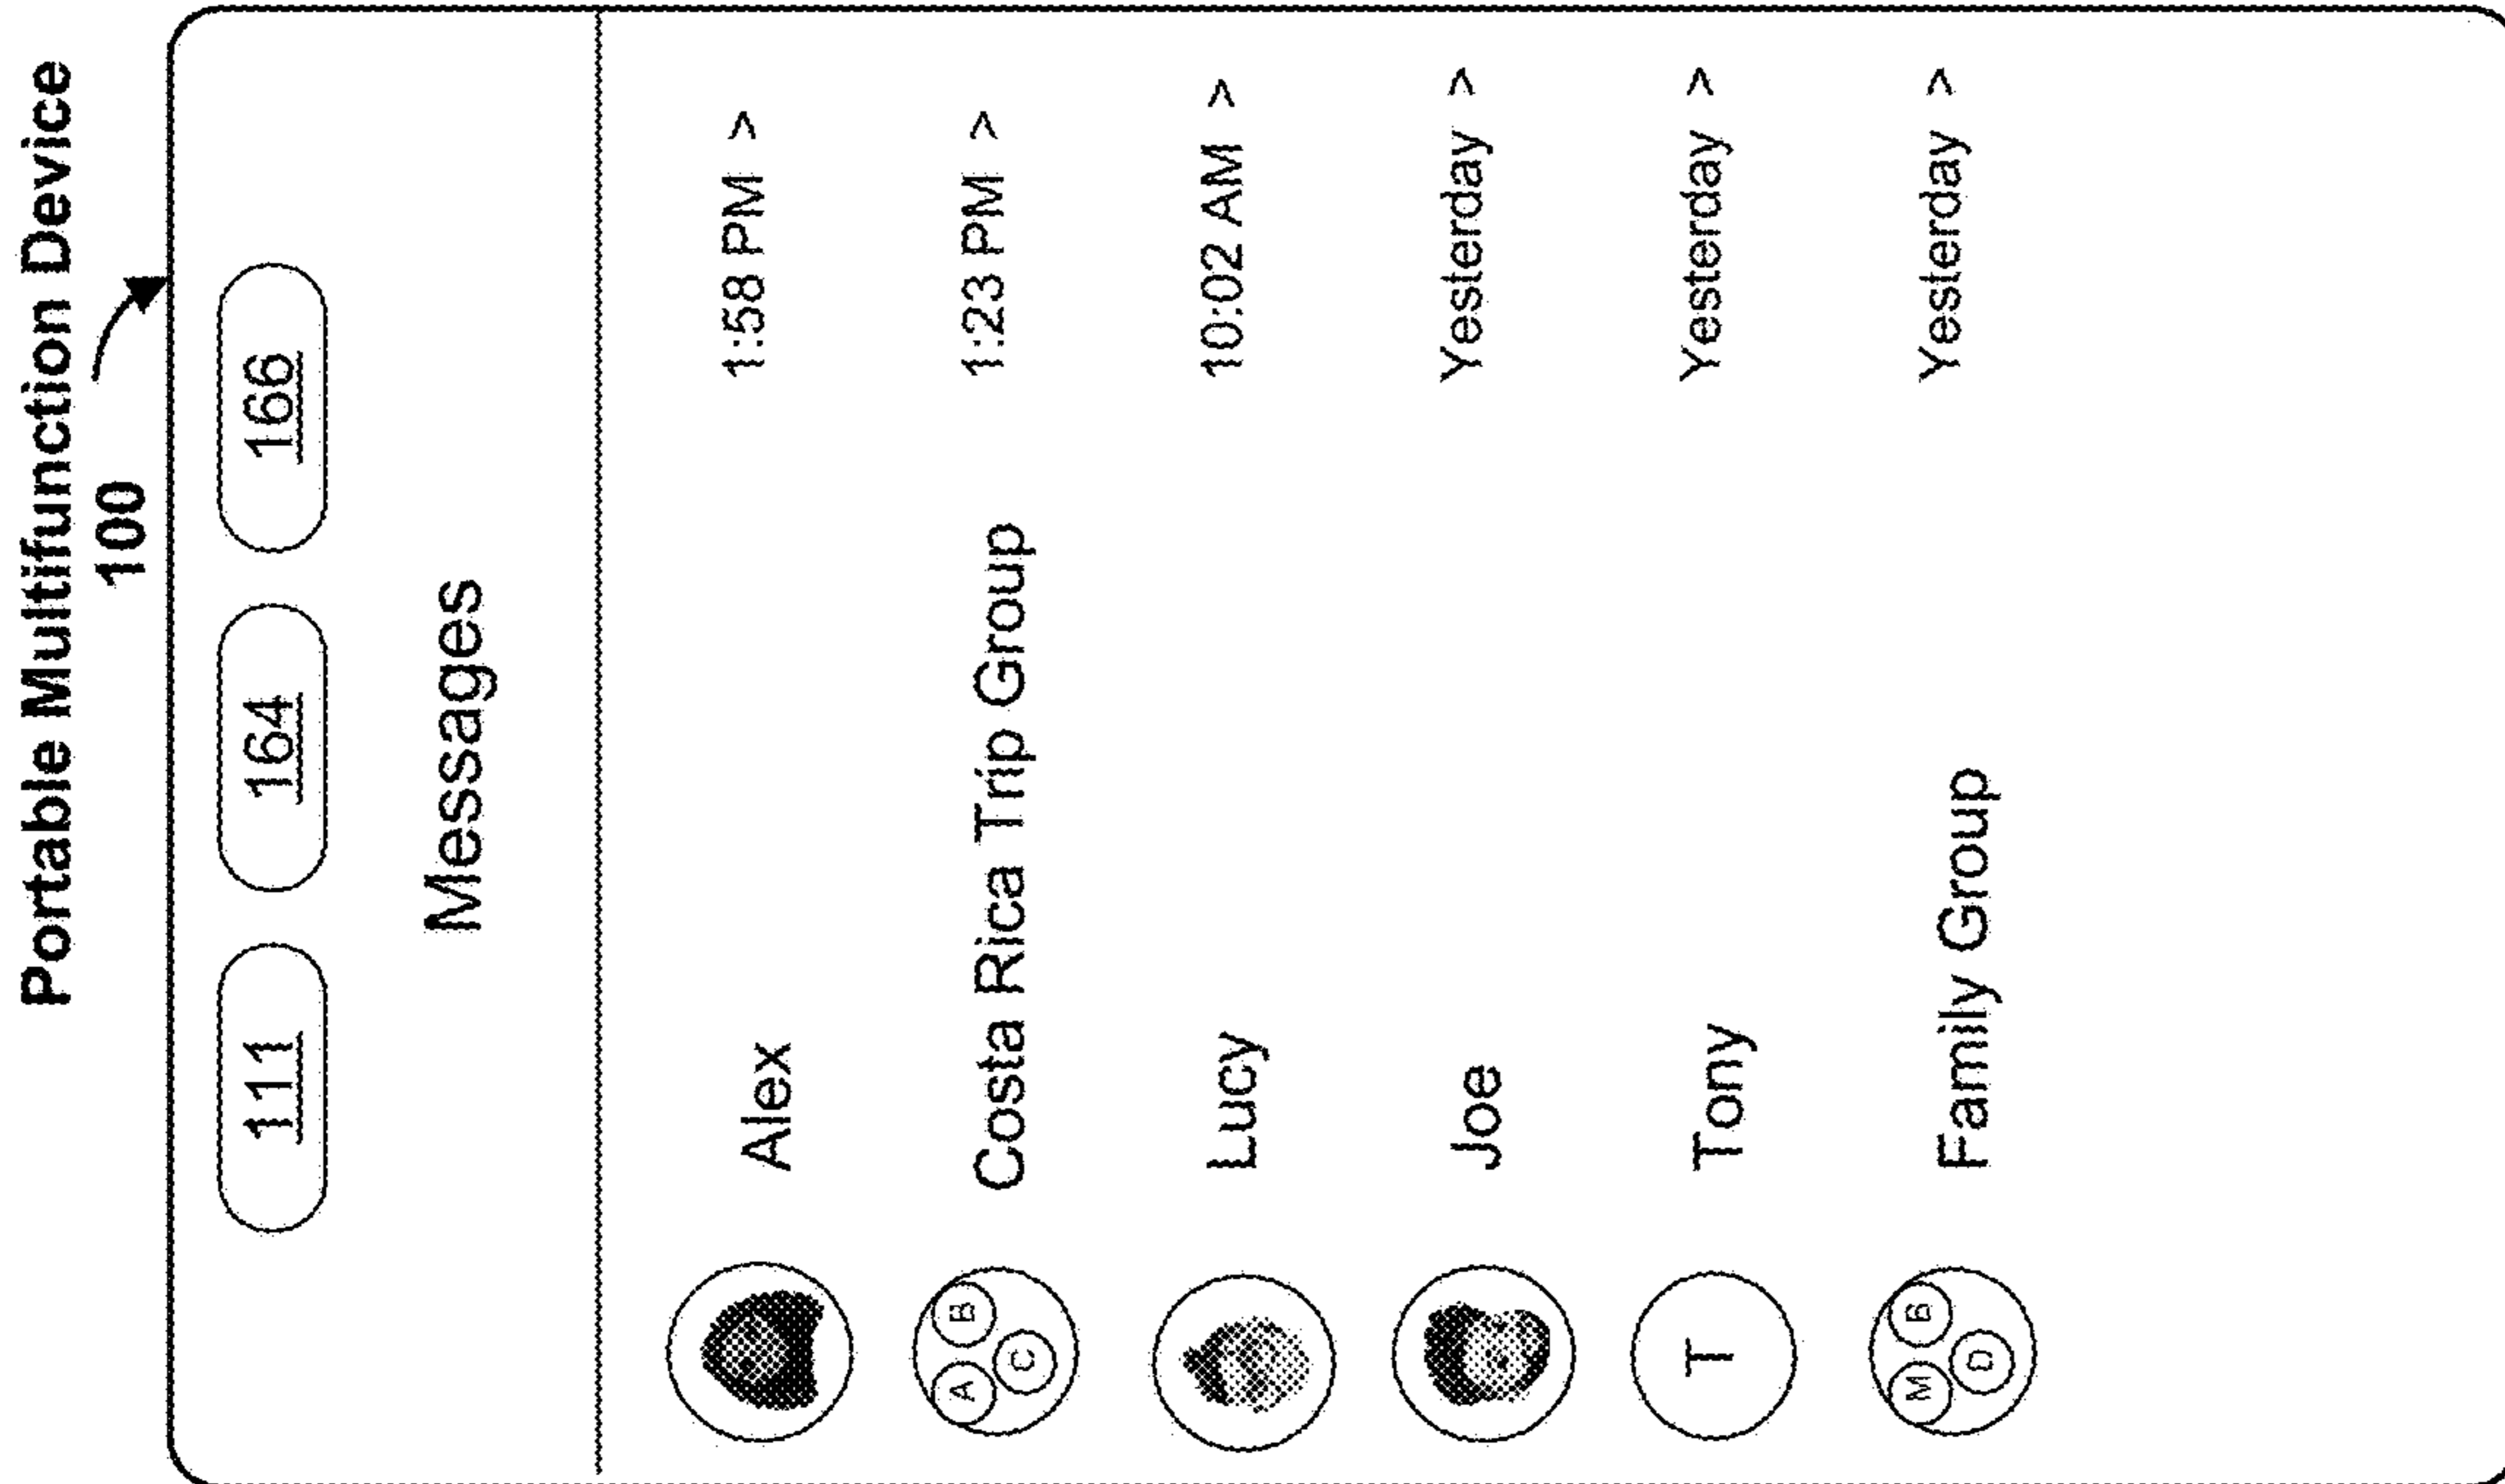 Portable Multifunction Device
100
111 164 166
Messages
Alex 1:58 PM >
A B C Costa Rica Trip Group 1:23 PM >
Lucy 10:02 AM >
Joe Yesterday >
T Tony Yesterday >
M B D Family Group Yesterday >